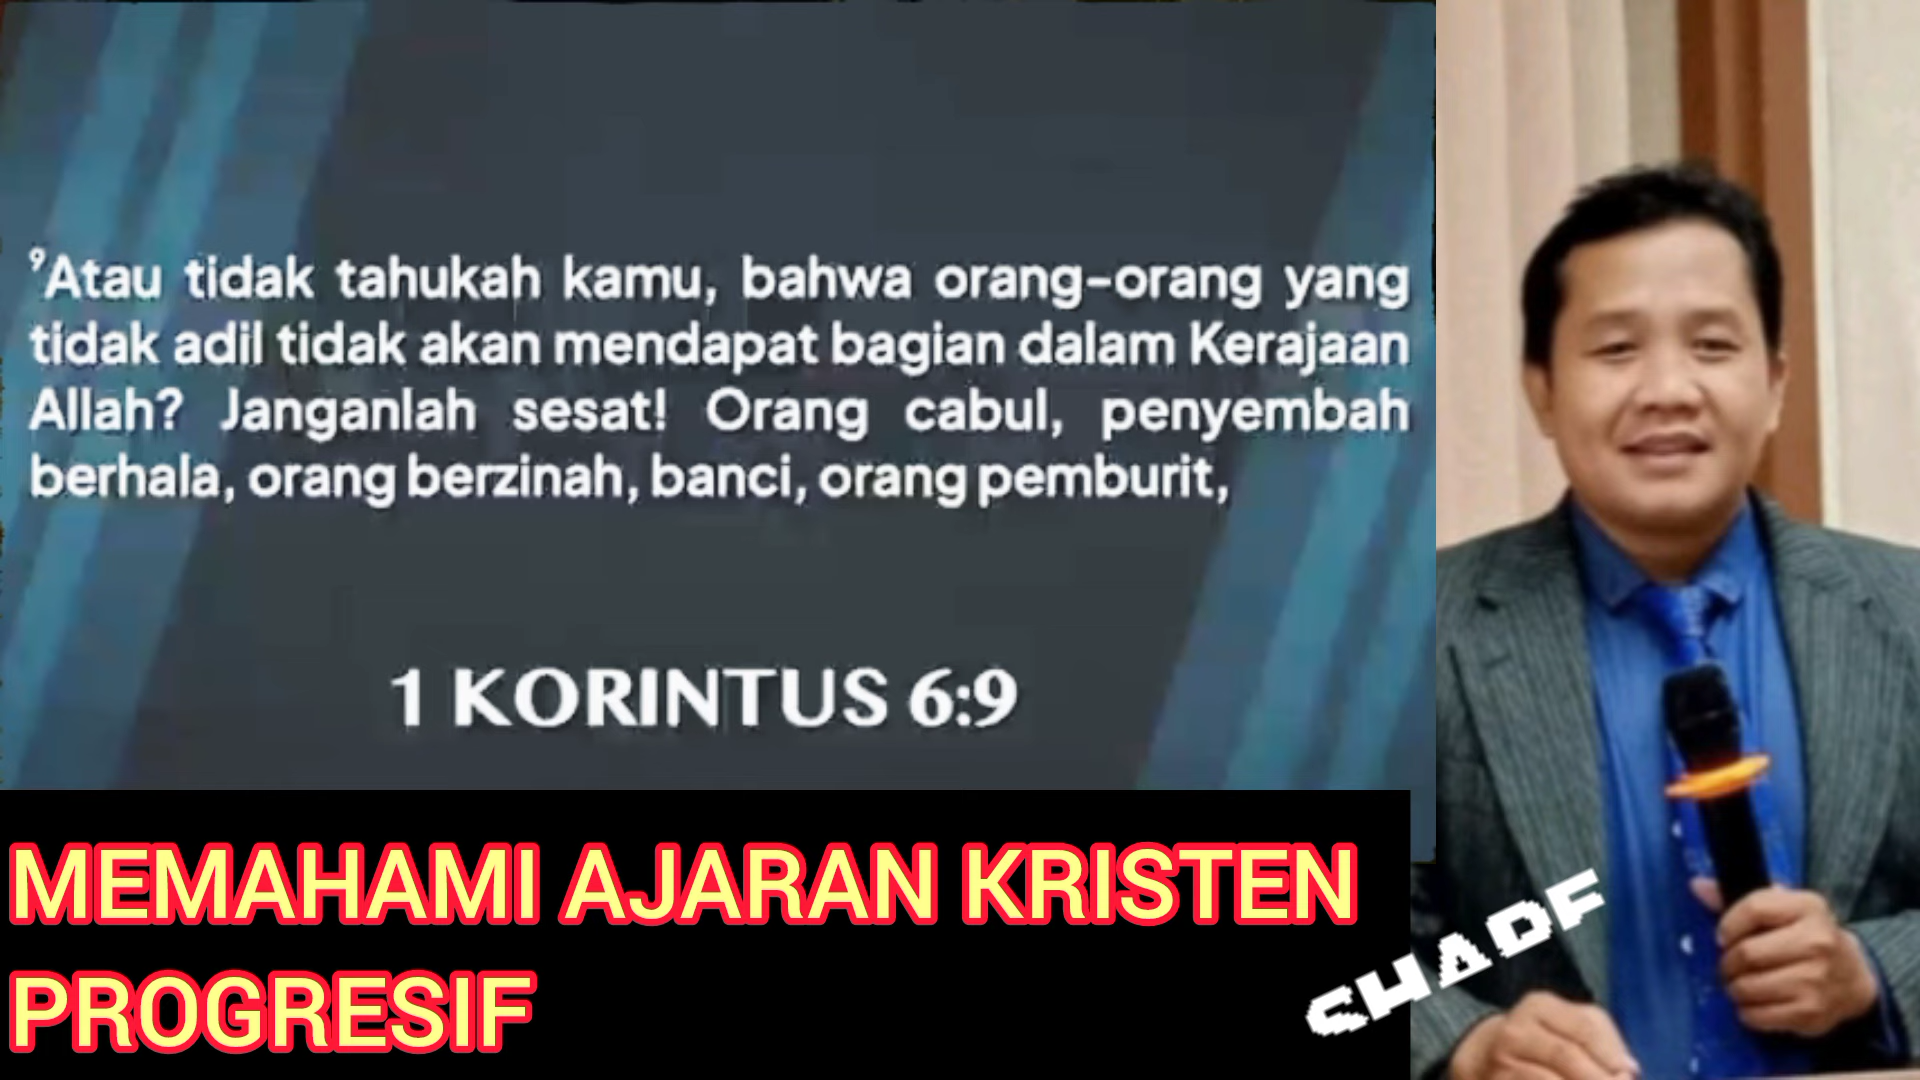 ⁹Atau tidak tahukah kamu, bahwa orang-orang yang
tidak adil tidak akan mendapat bagian dalam Kerajaan
Allah? Janganlah sesat! Orang cabul, penyembah
berhala, orang berzinah, banci, orang pemburit,
1 KORINTUS 6:9
MEMAHAMI AJARAN KRISTEN
PROGRESIF
CHADF